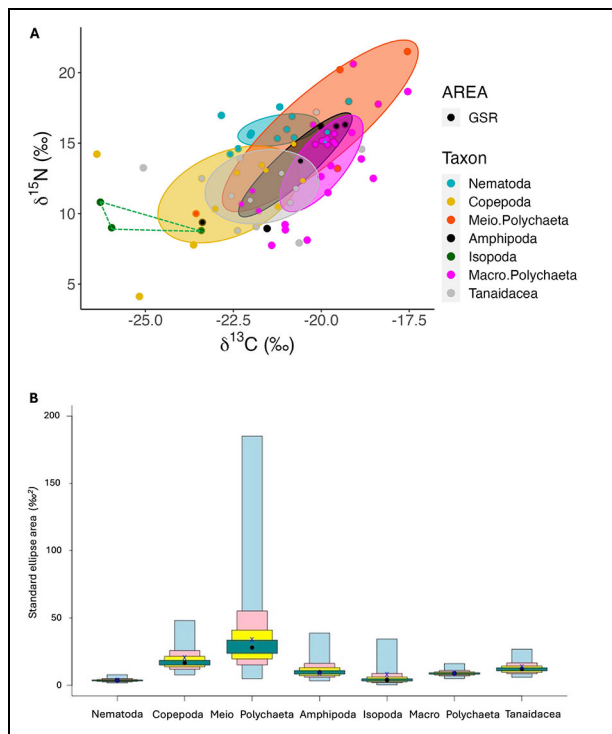 A
20
15
10
5
δ15N (‰)
-25.0 -22.5 -20.0 -17.5
δ13C (‰)
AREA
GSR
Taxon
Nematoda
Copepoda
Meio.Polychaeta
Amphipoda
Isopoda
Macro.Polychaeta
Tanaidacea
B
200
150
100
50
0
Standard ellipse area (‰²)
Nematoda Copepoda Meio Polychaeta Amphipoda Isopoda Macro Polychaeta Tanaidacea